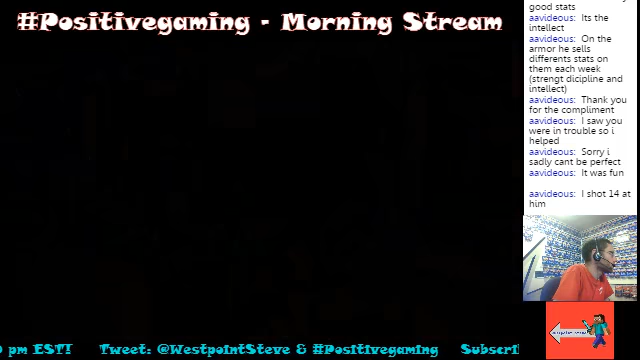 #Positivegaming - Morning Stream
good stats
aavideous: Its the
intellect
aavideous: On the
armor he sells
differents stats on
them each week
(strengt dicipline and
intellect)
aavideous: Thank you
for the compliment
aavideous: I saw you
were in trouble so i
helped
aavideous: Sorry i
sadly cant be perfect
aavideous: It was fun
aavideous: I shot 14 at
him
pm EST! Tweet: @WestpointSteve & #Positivegaming Subscri